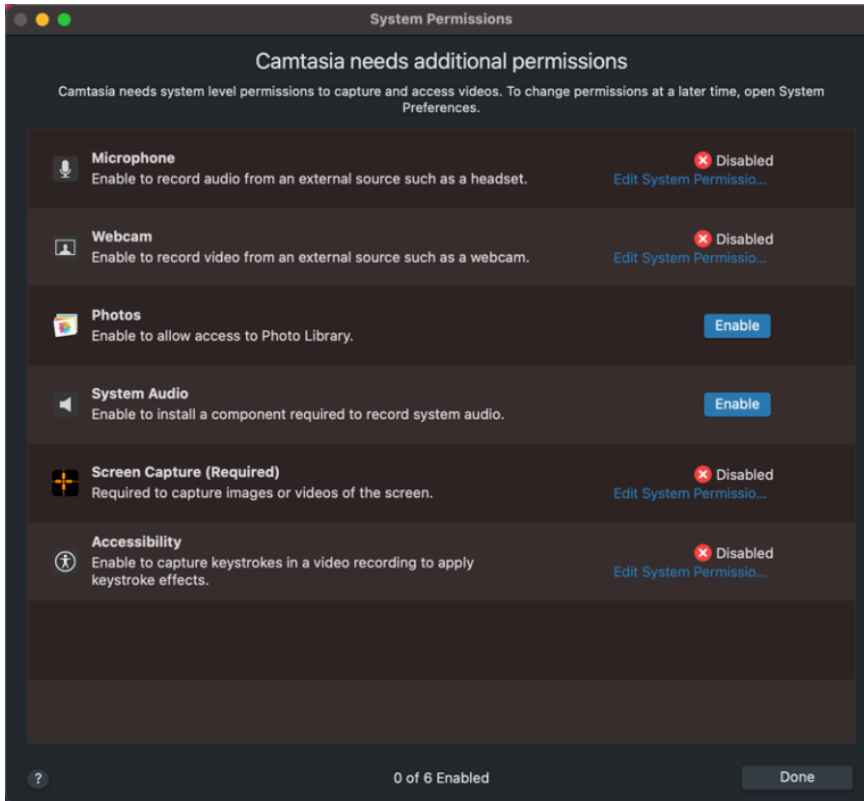 System Permissions
Camtasia needs additional permissions
Camtasia needs system level permissions to capture and access videos. To change permissions at a later time, open System
Preferences.
Microphone
Disabled
Enable to record audio from an external source such as a headset.
Edit System Permissio...
Webcam
Disabled
Enable to record video from an external source such as a webcam.
Edit System Permissio...
Photos
Enable to allow access to Photo Library.
Enable
System Audio
Enable to install a component required to record system audio.
Enable
Screen Capture (Required)
Disabled
Required to capture images or videos of the screen.
Edit System Permissio...
Accessibility
Disabled
Enable to capture keystrokes in a video recording to apply
keystroke effects.
Edit System Permissio...
?
0 of 6 Enabled
Done